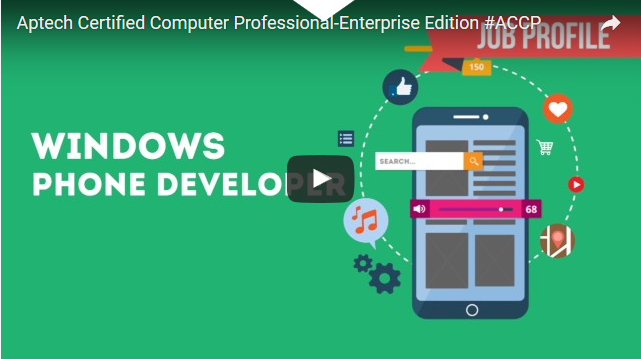 Aptech Certified Computer Professional-Enterprise Edition #ACCP
JOB PROFILE
150
WINDOWS
PHONE DEVELOPER
SEARCH...
68